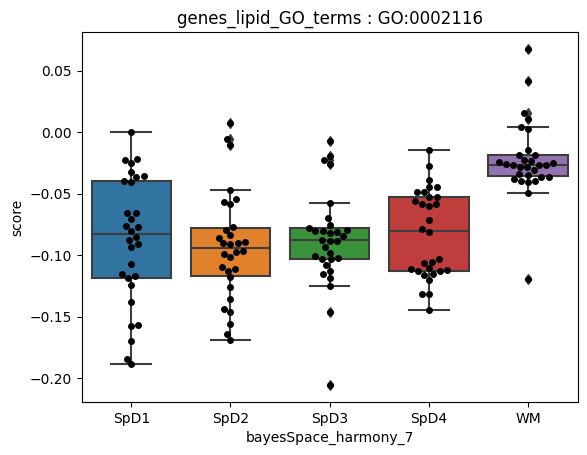 genes_lipid_GO_terms : GO:0002116
0.05
0.00
−0.05
−0.10
−0.15
−0.20
score
SpD1 SpD2 SpD3 SpD4 WM
bayesSpace_harmony_7